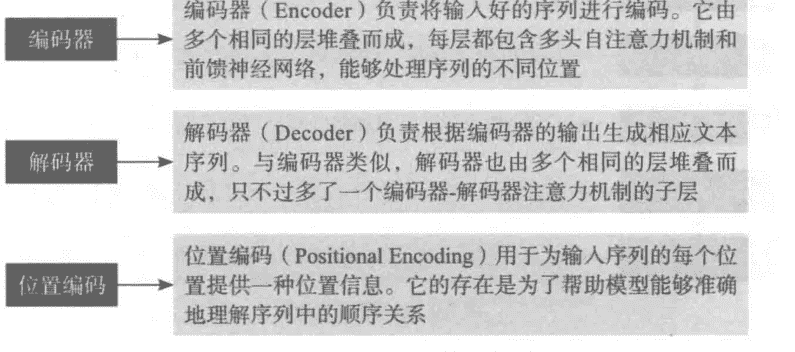 编码器（Encoder）负责将输入好的序列进行编码。它由
编码器
多个相同的层堆叠而成，每层都包含多头自注意力机制和
前馈神经网络，能够处理序列的不同位置
解码器（Decoder）负责根据编码器的输出生成相应文本
解码器
序列。与编码器类似，解码器也由多个相同的层堆叠而
成，只不过多了一个编码器-解码器注意力机制的子层
位置编码（Positional Encoding）用于为输入序列的每个位
位置编码
置提供一种位置信息。它的存在是为了帮助模型能够准确
地理解序列中的顺序关系